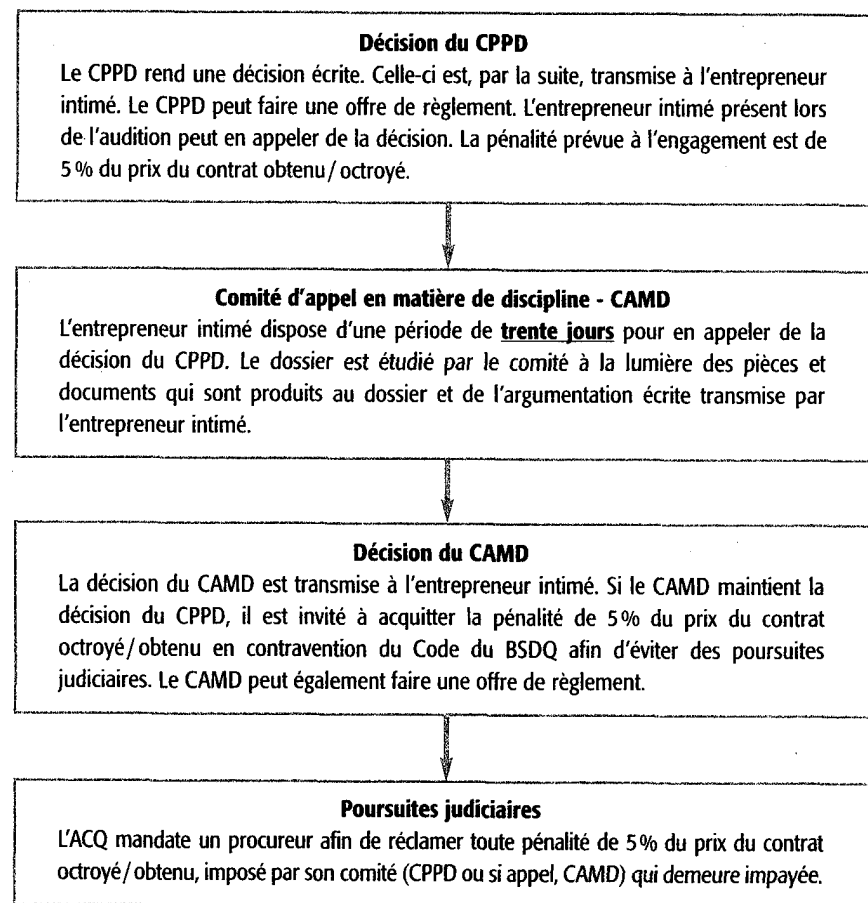 Décision du CPPD
Le CPPD rend une décision écrite. Celle-ci est, par la suite, transmise à l'entrepreneur
intimé. Le CPPD peut faire une offre de règlement. L'entrepreneur intimé présent lors
de l'audition peut en appeler de la décision. La pénalité prévue à l'engagement est de
5 % du prix du contrat obtenu / octroyé.
Comité d'appel en matière de discipline - CAMD
L'entrepreneur intimé dispose d'une période de trente jours pour en appeler de la
décision du CPPD. Le dossier est étudié par le comité à la lumière des pièces et
documents qui sont produits au dossier et de l'argumentation écrite transmise par
l'entrepreneur intimé.
Décision du CAMD
La décision du CAMD est transmise à l'entrepreneur intimé. Si le CAMD maintient la
décision du CPPD, il est invité à acquitter la pénalité de 5 % du prix du contrat
octroyé / obtenu en contravention du Code du BSDQ afin d'éviter des poursuites
judiciaires. Le CAMD peut également faire une offre de règlement.
Poursuites judiciaires
L'ACQ mandate un procureur afin de réclamer toute pénalité de 5 % du prix du contrat
octroyé / obtenu, imposé par son comité (CPPD ou si appel, CAMD) qui demeure impayée.